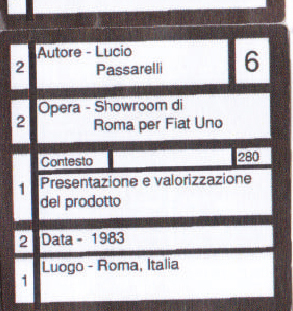 2 Autore - Lucio 6
Passarelli
2 Opera - Showroom di
Roma per Fiat Uno
Contesto 280
1 Presentazione e valorizzazione
del prodotto
2 Data - 1983
1 Luogo - Roma, Italia